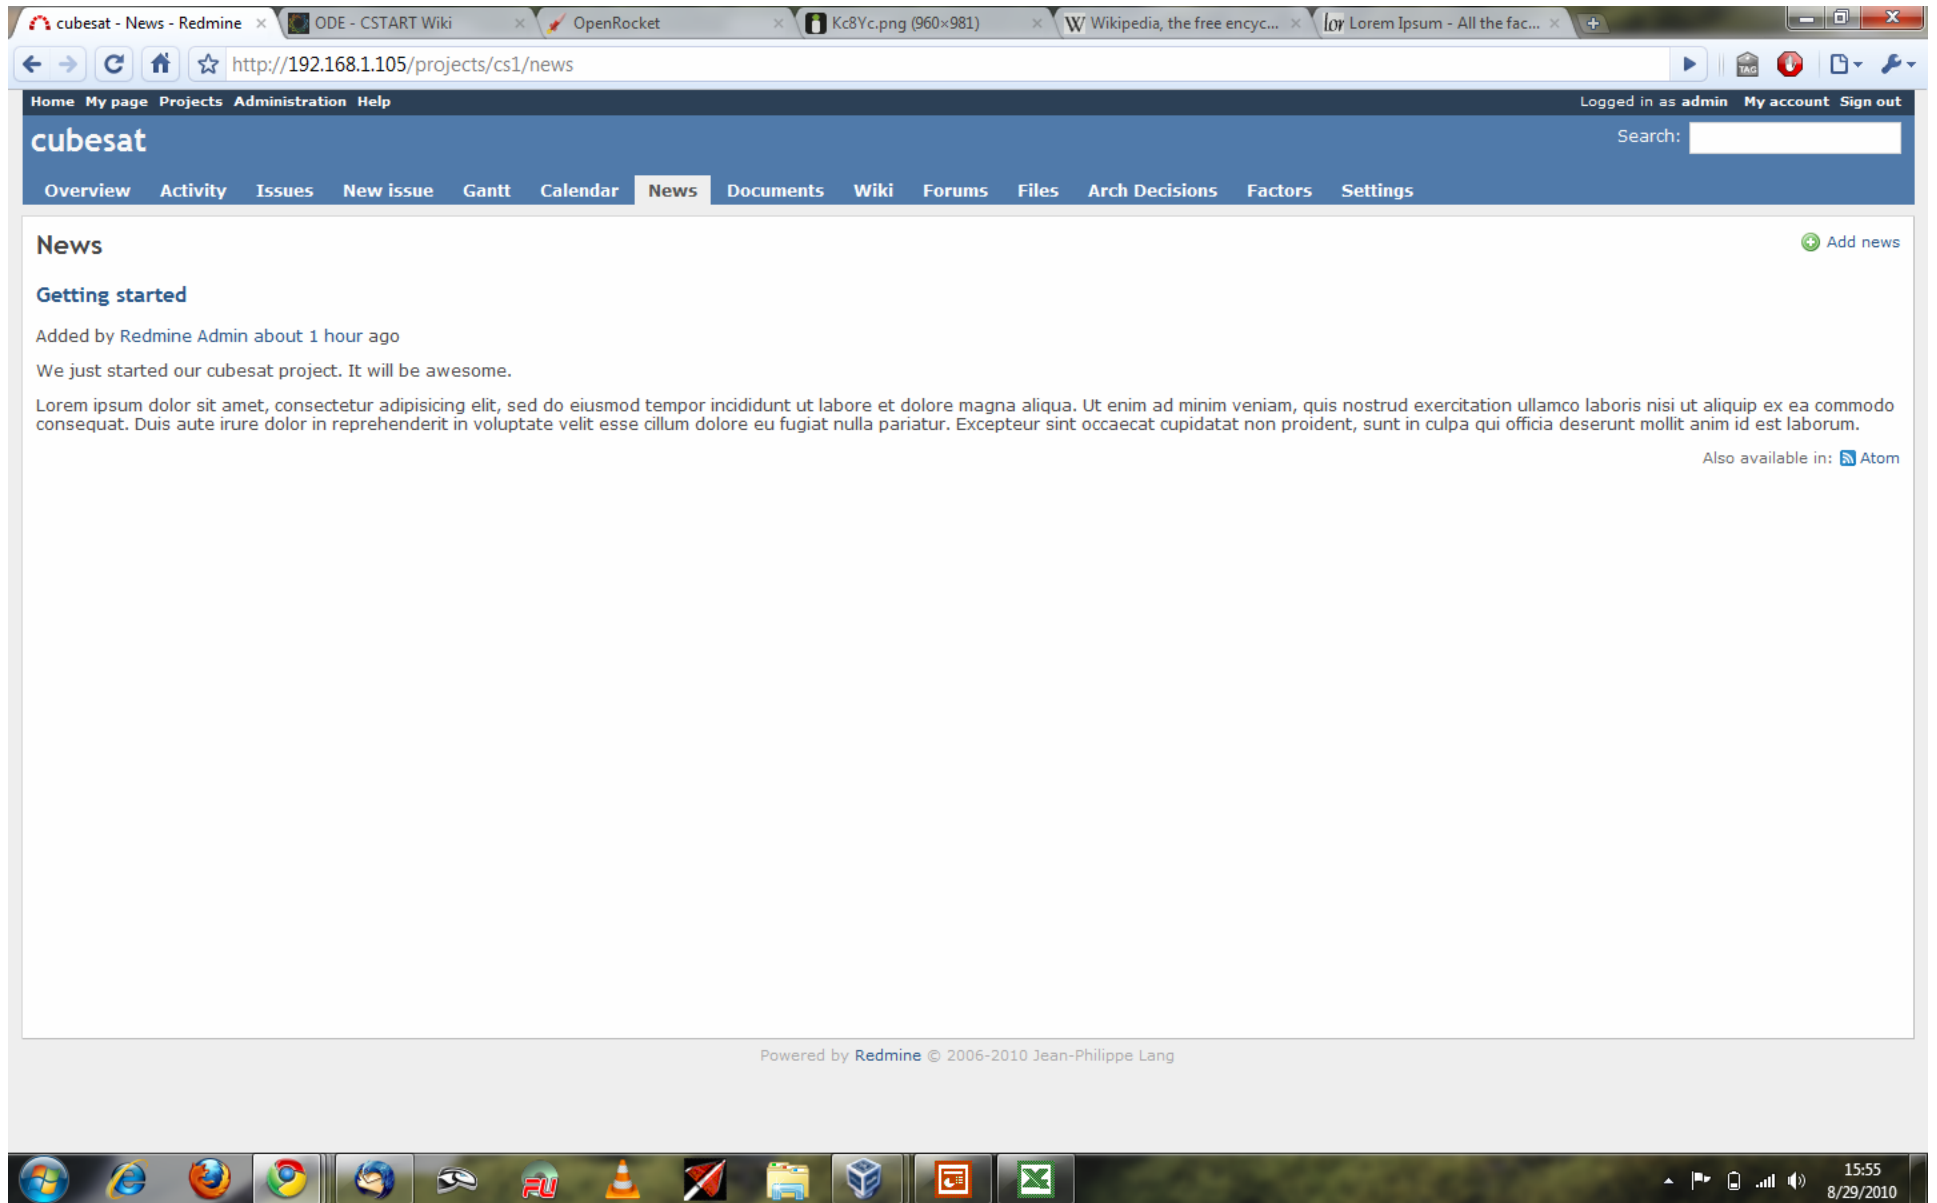 cubesat - News - Redmine
ODE - CSTART Wiki
OpenRocket
Kc8Yc.png (960×981)
Wikipedia, the free encyc...
Lorem Ipsum - All the fac...
http://192.168.1.105/projects/cs1/news
TAG
Home My page Projects Administration Help
Logged in as admin My account Sign out
cubesat
Search:
Overview Activity Issues New issue Gantt Calendar News Documents Wiki Forums Files Arch Decisions Factors Settings
News
Add news
Getting started
Added by Redmine Admin about 1 hour ago
We just started our cubesat project. It will be awesome.
Lorem ipsum dolor sit amet, consectetur adipisicing elit, sed do eiusmod tempor incididunt ut labore et dolore magna aliqua. Ut enim ad minim veniam, quis nostrud exercitation ullamco laboris nisi ut aliquip ex ea commodo
consequat. Duis aute irure dolor in reprehenderit in voluptate velit esse cillum dolore eu fugiat nulla pariatur. Excepteur sint occaecat cupidatat non proident, sunt in culpa qui officia deserunt mollit anim id est laborum.
Also available in: Atom
Powered by Redmine © 2006-2010 Jean-Philippe Lang
15:55
8/29/2010